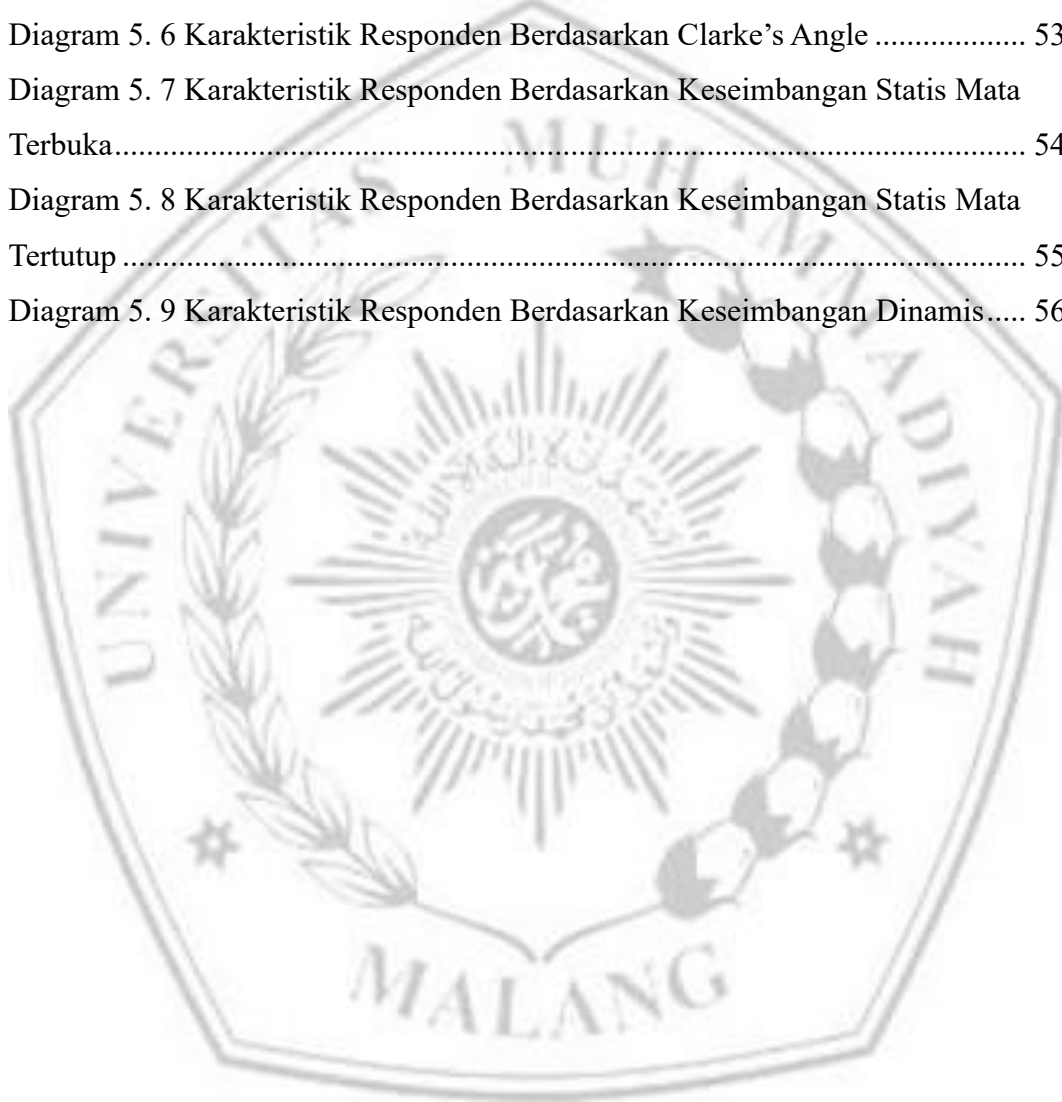 Diagram 5. 6 Karakteristik Responden Berdasarkan Clarke’s Angle ................... 53
Diagram 5. 7 Karakteristik Responden Berdasarkan Keseimbangan Statis Mata
Terbuka.................................................................................................................. 54
Diagram 5. 8 Karakteristik Responden Berdasarkan Keseimbangan Statis Mata
Tertutup ................................................................................................................. 55
Diagram 5. 9 Karakteristik Responden Berdasarkan Keseimbangan Dinamis..... 56
UNIVERSITAS MUHAMMADIYAH
MALANG